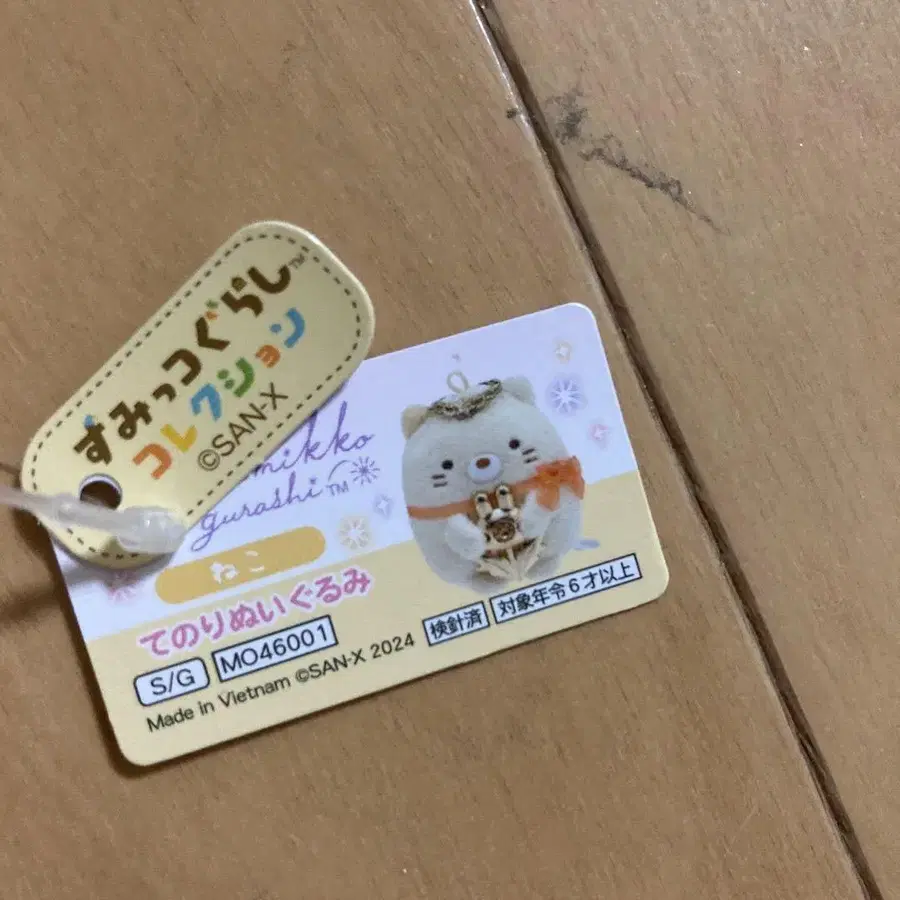 すみっコぐらし™
コレクション
©SAN-X
mikko
gurashi™
ねこ
てのりぬいぐるみ
S/G MO46001 検針済 対象年令6才以上
Made in Vietnam ©SAN-X 2024